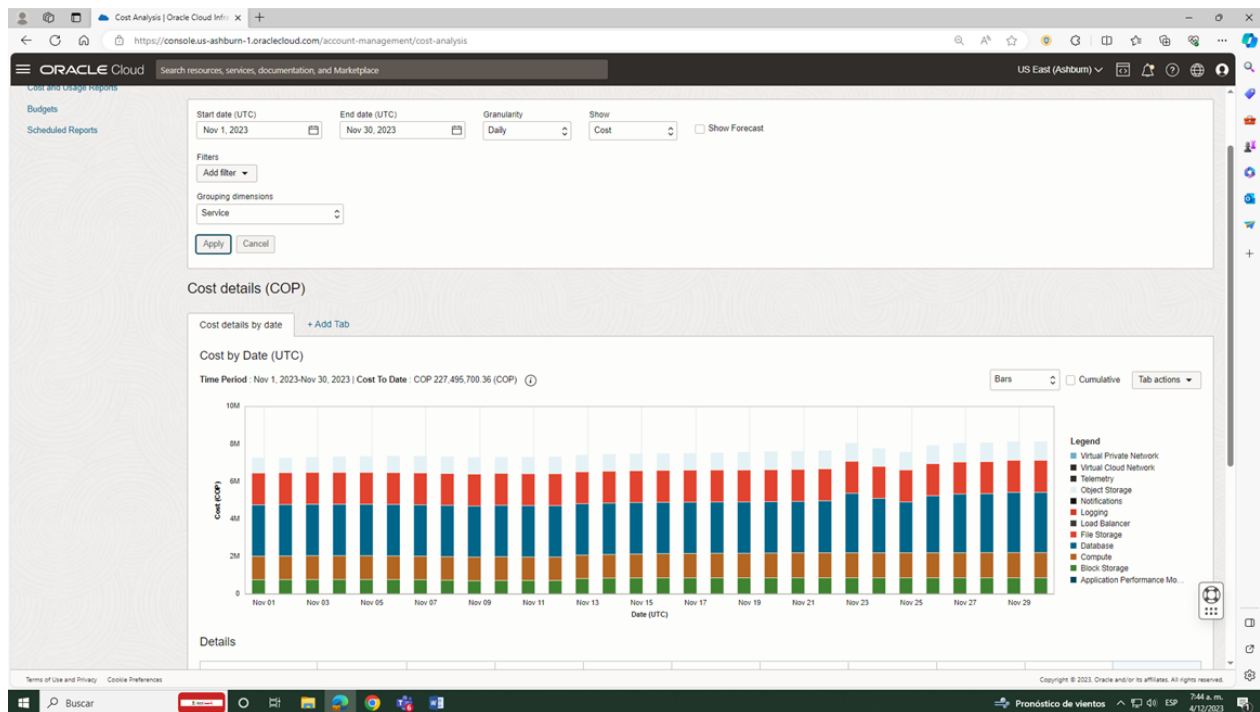 Cost Analysis | Oracle Cloud Infr
https://console.us-ashburn-1.oraclecloud.com/account-management/cost-analysis
ORACLE Cloud
Search resources, services, documentation, and Marketplace
US East (Ashburn)
Cost and Usage Reports
Budgets
Scheduled Reports
Start date (UTC) End date (UTC) Granularity Show
Nov 1, 2023 Nov 30, 2023 Daily Cost Show Forecast
Filters
Add filter
Grouping dimensions
Service
Apply Cancel
Cost details (COP)
Cost details by date + Add Tab
Cost by Date (UTC)
Time Period : Nov 1, 2023-Nov 30, 2023 | Cost To Date : COP 227,495,700.36 (COP)
Bars Cumulative Tab actions
Cost (COP)
10M
8M
6M
4M
2M
0
Nov 01 Nov 03 Nov 05 Nov 07 Nov 09 Nov 11 Nov 13 Nov 15 Nov 17 Nov 19 Nov 21 Nov 23 Nov 25 Nov 27 Nov 29
Date (UTC)
Legend
Virtual Private Network
Virtual Cloud Network
Telemetry
Object Storage
Notifications
Logging
Load Balancer
File Storage
Database
Compute
Block Storage
Application Performance Mo...
Details
Terms of Use and Privacy Cookie Preferences
Copyright © 2023, Oracle and/or its affiliates. All rights reserved.
Buscar
Pronóstico de vientos ESP
7:44 a. m.
4/12/2023